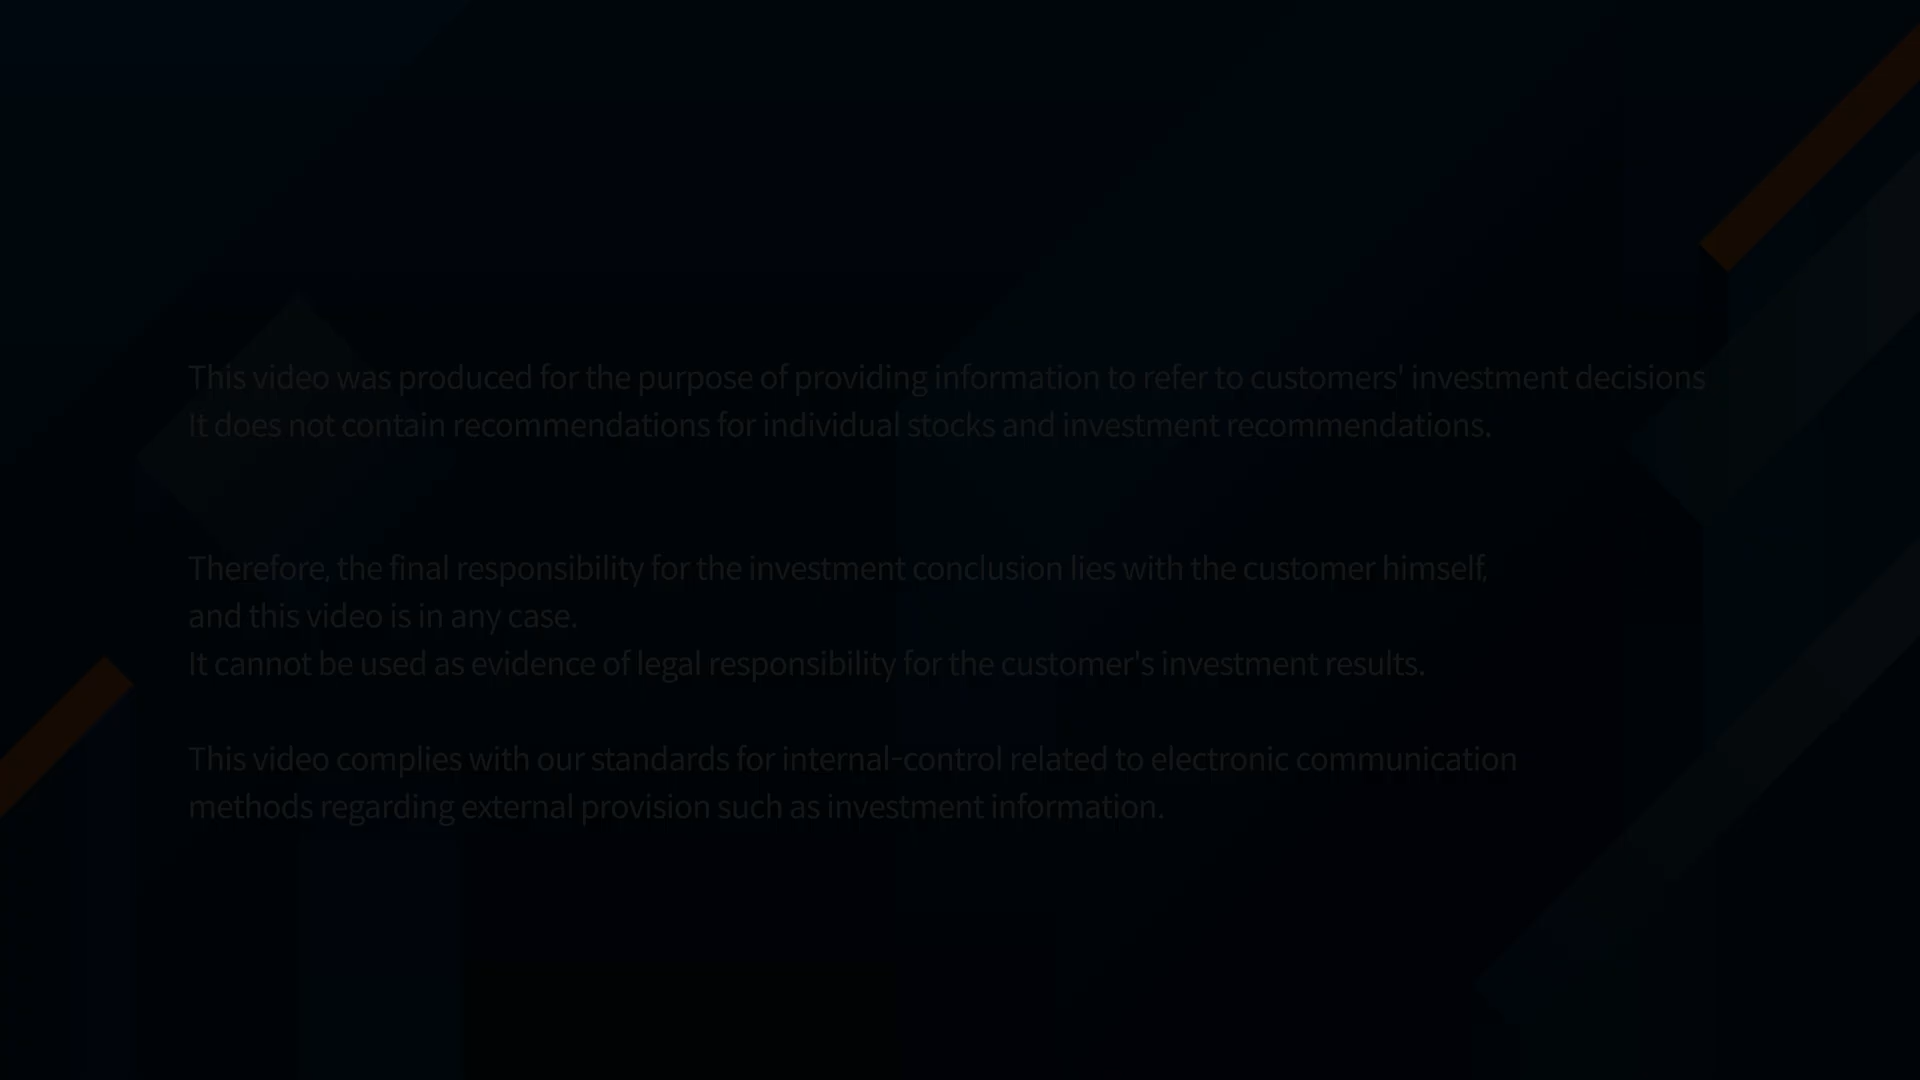 This video was produced for the purpose of providing information to refer to customers' investment decisions
It does not contain recommendations for individual stocks and investment recommendations.
Therefore, the final responsibility for the investment conclusion lies with the customer himself,
and this video is in any case.
It cannot be used as evidence of legal responsibility for the customer's investment results.
This video complies with our standards for internal-control related to electronic communication
methods regarding external provision such as investment information.